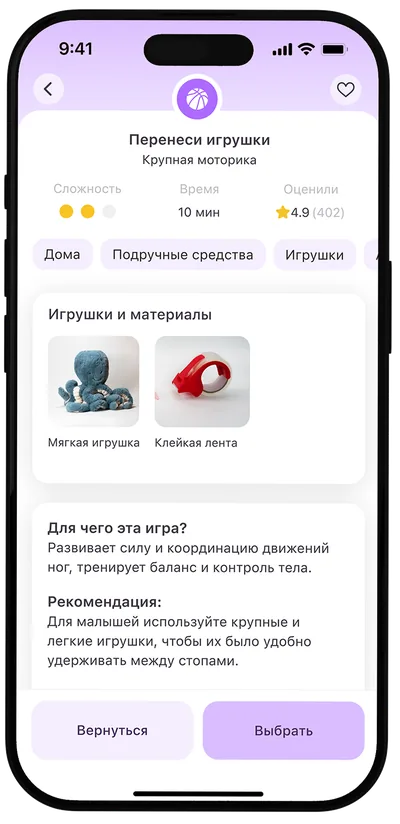 9:41
Перенеси игрушки
Крупная моторика
Сложность Время Оценили
10 мин 4.9 (402)
Дома Подручные средства Игрушки
Игрушки и материалы
Мягкая игрушка Клейкая лента
Для чего эта игра?
Развивает силу и координацию движений
ног, тренирует баланс и контроль тела.
Рекомендация:
Для малышей используйте крупные и
легкие игрушки, чтобы их было удобно
удерживать между стопами.
Вернуться Выбрать